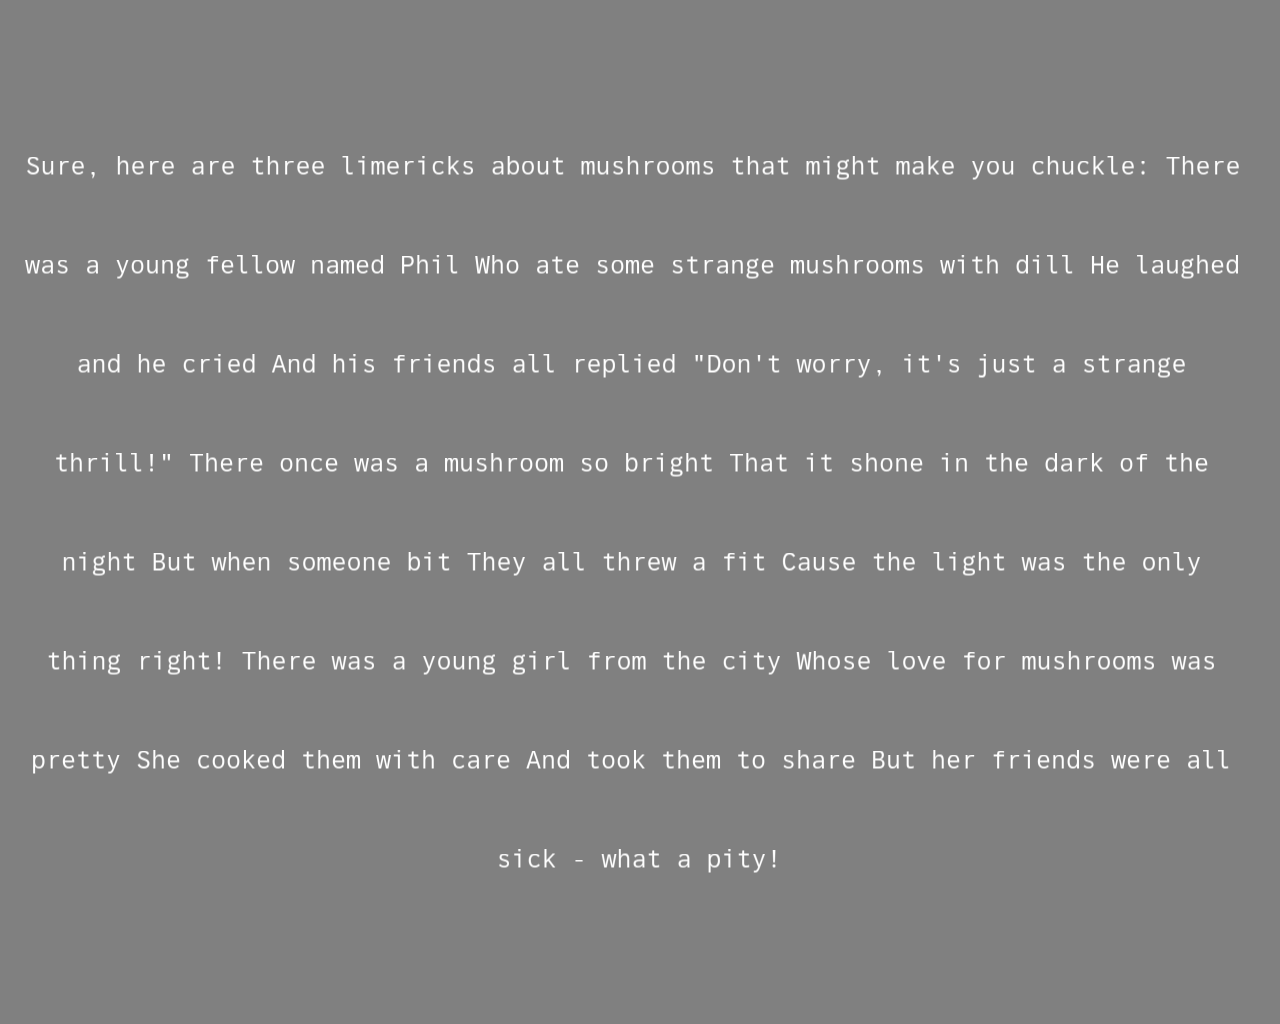 Sure, here are three limericks about mushrooms that might make you chuckle: There
was a young fellow named Phil Who ate some strange mushrooms with dill He laughed
and he cried And his friends all replied "Don't worry, it's just a strange
thrill!" There once was a mushroom so bright That it shone in the dark of the
night But when someone bit They all threw a fit Cause the light was the only
thing right! There was a young girl from the city Whose love for mushrooms was
pretty She cooked them with care And took them to share But her friends were all
sick - what a pity!